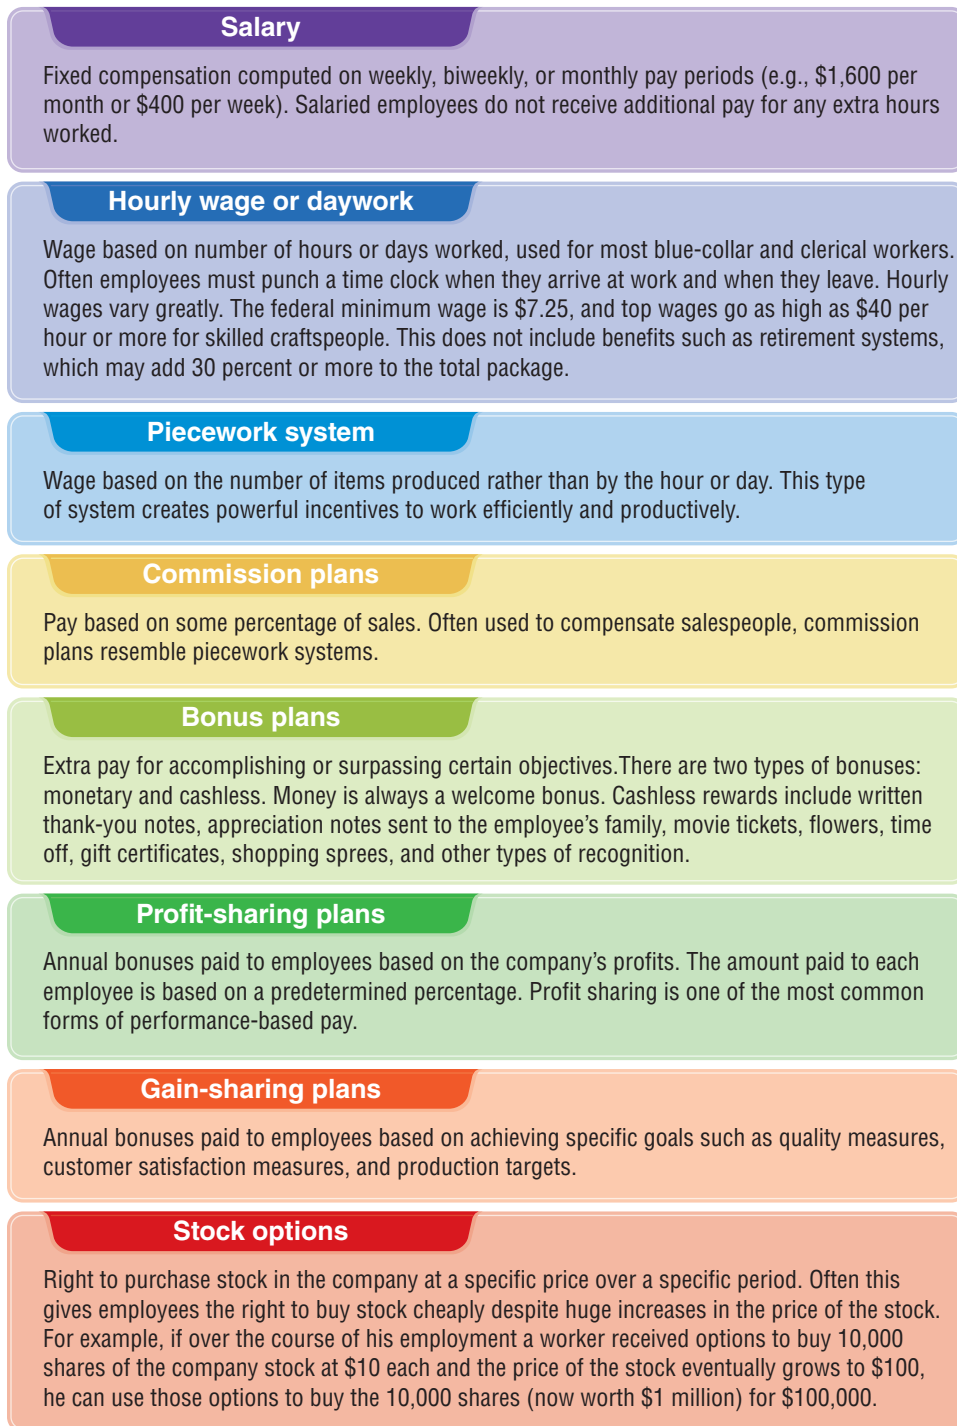 Salary
Fixed compensation computed on weekly, biweekly, or monthly pay periods (e.g., $1,600 per
month or $400 per week). Salaried employees do not receive additional pay for any extra hours
worked.
Hourly wage or daywork
Wage based on number of hours or days worked, used for most blue-collar and clerical workers.
Often employees must punch a time clock when they arrive at work and when they leave. Hourly
wages vary greatly. The federal minimum wage is $7.25, and top wages go as high as $40 per
hour or more for skilled craftspeople. This does not include benefits such as retirement systems,
which may add 30 percent or more to the total package.
Piecework system
Wage based on the number of items produced rather than by the hour or day. This type
of system creates powerful incentives to work efficiently and productively.
Commission plans
Pay based on some percentage of sales. Often used to compensate salespeople, commission
plans resemble piecework systems.
Bonus plans
Extra pay for accomplishing or surpassing certain objectives.There are two types of bonuses:
monetary and cashless. Money is always a welcome bonus. Cashless rewards include written
thank-you notes, appreciation notes sent to the employee's family, movie tickets, flowers, time
off, gift certificates, shopping sprees, and other types of recognition.
Profit-sharing plans
Annual bonuses paid to employees based on the company's profits. The amount paid to each
employee is based on a predetermined percentage. Profit sharing is one of the most common
forms of performance-based pay.
Gain-sharing plans
Annual bonuses paid to employees based on achieving specific goals such as quality measures,
customer satisfaction measures, and production targets.
Stock options
Right to purchase stock in the company at a specific price over a specific period. Often this
gives employees the right to buy stock cheaply despite huge increases in the price of the stock.
For example, if over the course of his employment a worker received options to buy 10,000
shares of the company stock at $10 each and the price of the stock eventually grows to $100,
he can use those options to buy the 10,000 shares (now worth $1 million) for $100,000.